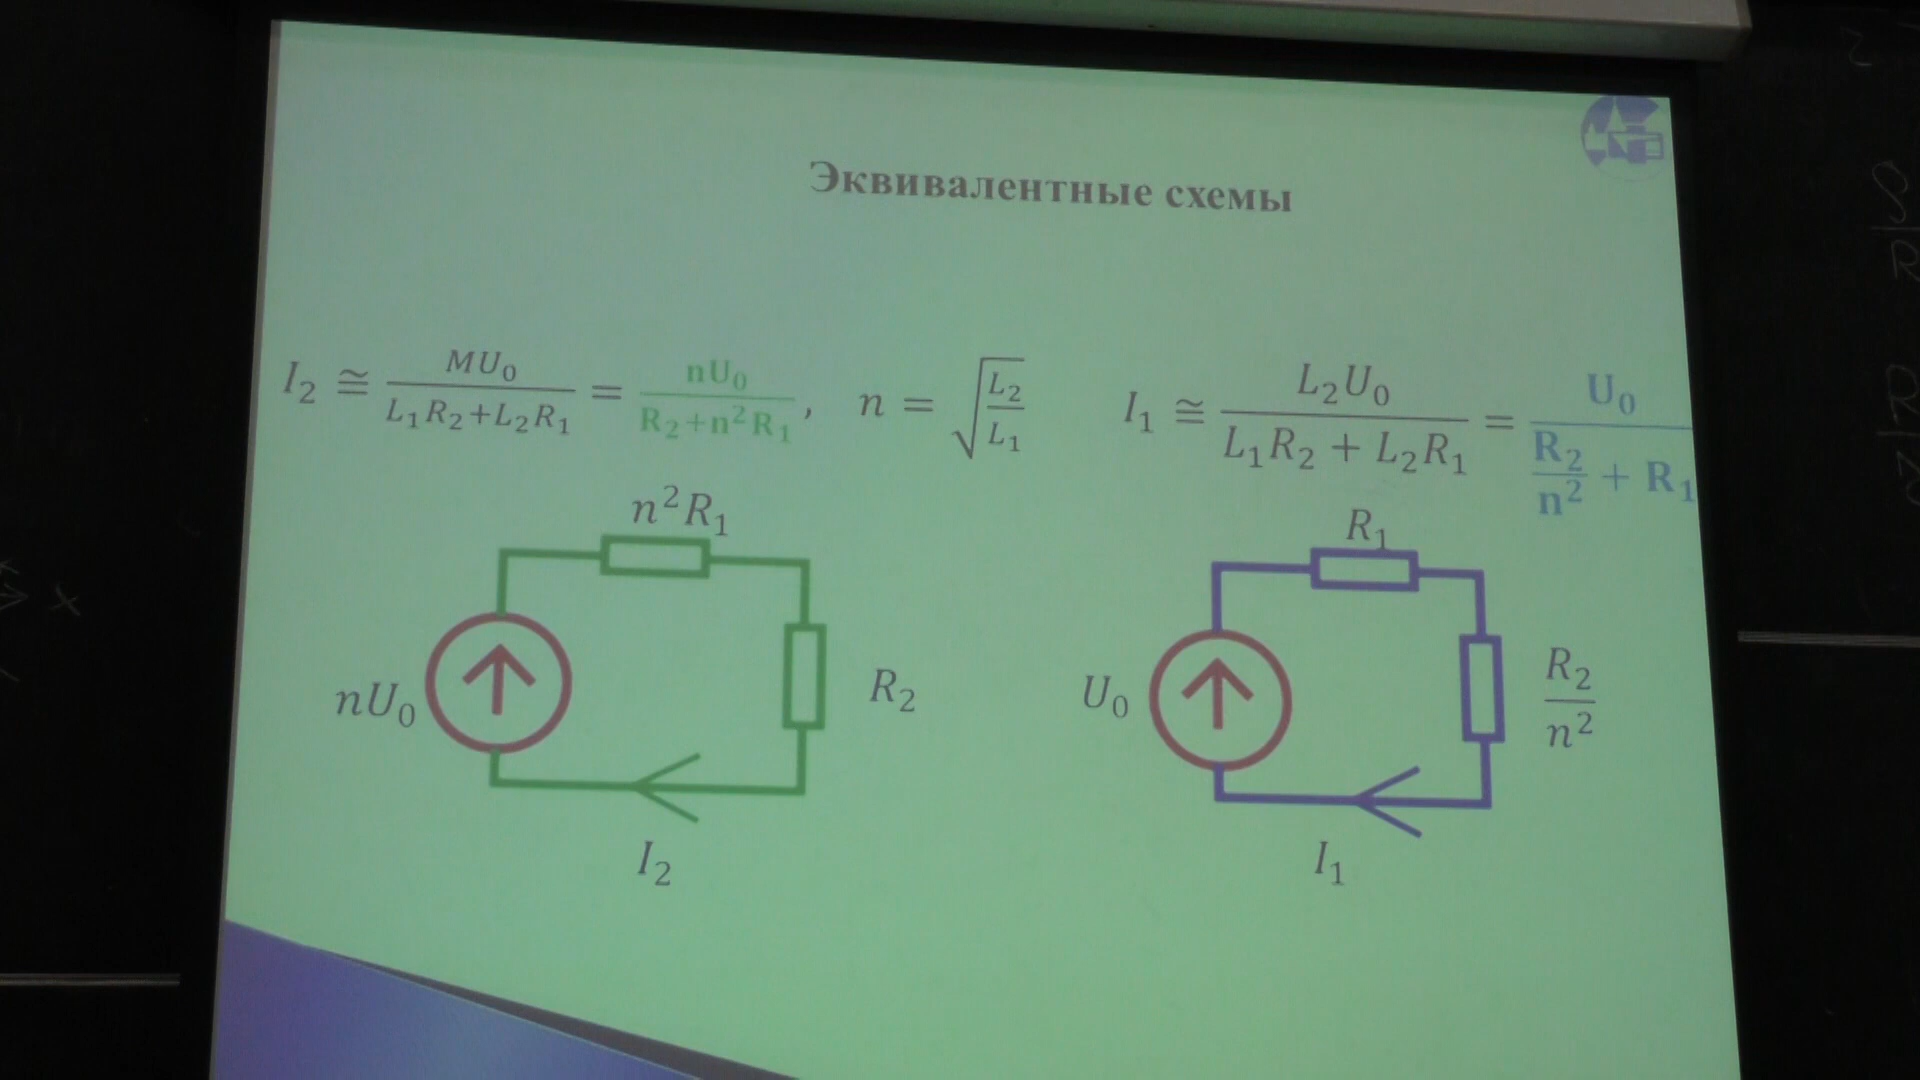 Эквивалентные схемы
I₂ ≅ MU₀ / (L₁R₂+L₂R₁) = nU₀ / (R₂+n²R₁), n = √(L₂/L₁)
I₁ ≅ L₂U₀ / (L₁R₂ + L₂R₁) = U₀ / (R₂/n² + R₁)
n²R₁
nU₀
R₂
I₂
R₁
U₀
R₂/n²
I₁
x